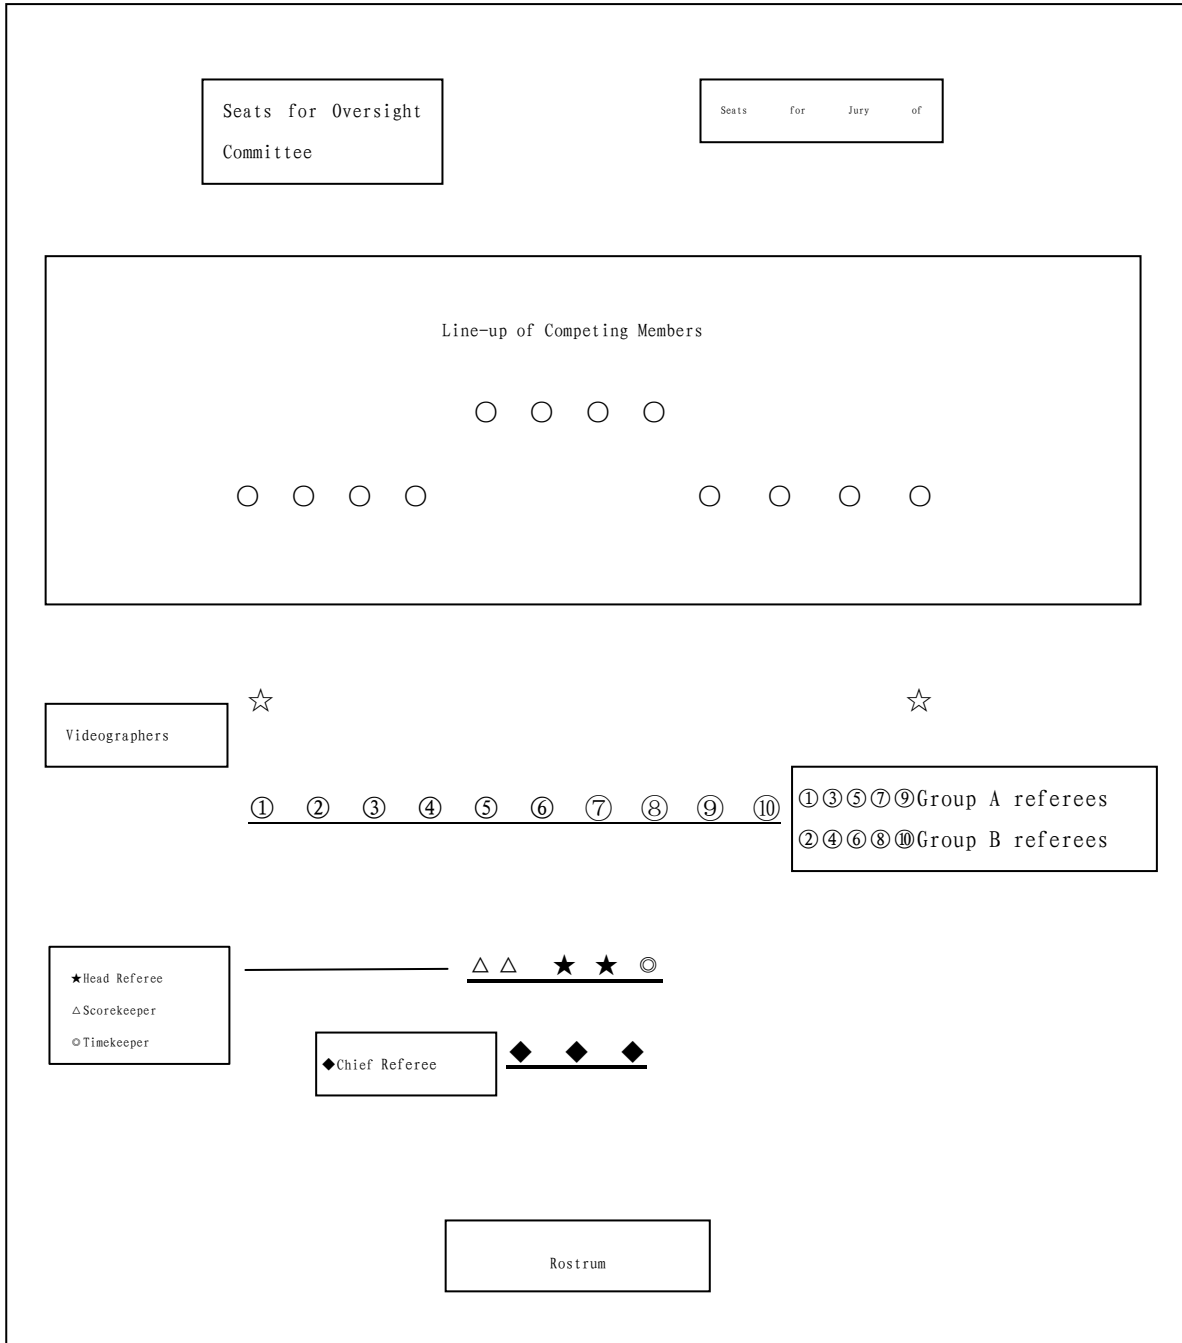 Seats for Oversight
Committee
Seats for Jury of
Line-up of Competing Members
○ ○ ○ ○
○ ○ ○ ○ ○ ○ ○ ○
☆ ☆
Videographers
① ② ③ ④ ⑤ ⑥ ⑦ ⑧ ⑨ ⑩
①③⑤⑦⑨Group A referees
②④⑥⑧⑩Group B referees
★Head Referee
△Scorekeeper
◎Timekeeper
△ △ ★ ★ ◎
◆Chief Referee
◆ ◆ ◆
Rostrum